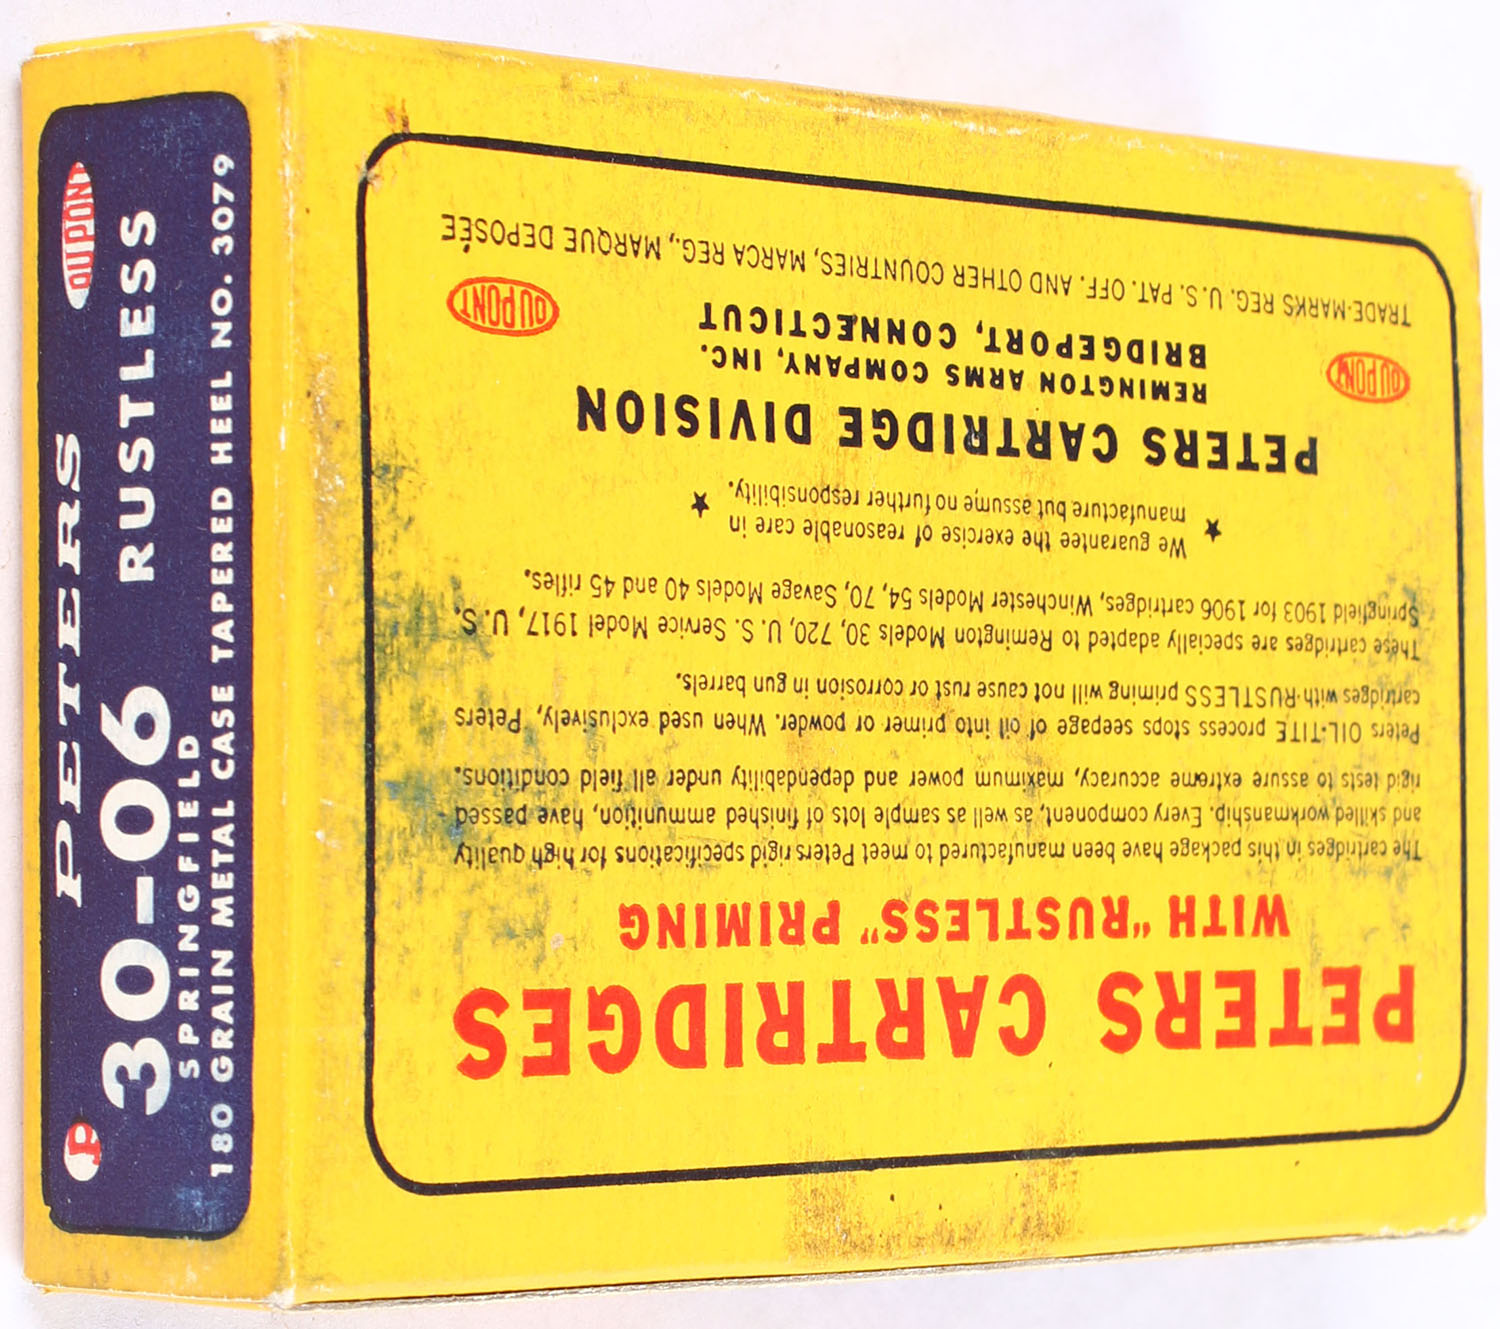 P
PETERS
DUPONT
30-06 RUSTLESS
SPRINGFIELD
180 GRAIN METAL CASE TAPERED HEEL NO. 3079
PETERS CARTRIDGES
WITH "RUSTLESS" PRIMING
The cartridges in this package have been manufactured to meet Peters rigid specifications for high quality
and skilled workmanship. Every component, as well as sample lots of finished ammunition, have passed
rigid tests to assure extreme accuracy, maximum power and dependability under all field conditions.
Peters OIL-TITE process stops seepage of oil into primer or powder. When used exclusively, Peters
cartridges with RUSTLESS priming will not cause rust or corrosion in gun barrels.
These cartridges are specially adapted to Remington Models 30, 720, U. S. Service Model 1917, U. S.
Springfield 1903 for 1906 cartridges, Winchester Models 54, 70, Savage Models 40 and 45 rifles.
We guarantee the exercise of reasonable care in
manufacture but assume no further responsibility.
PETERS CARTRIDGE DIVISION
REMINGTON ARMS COMPANY, INC.
BRIDGEPORT, CONNECTICUT
DUPONT
DUPONT
TRADE-MARKS REG. U. S. PAT. OFF. AND OTHER COUNTRIES, MARCA REG., MARQUE DEPOSÉE